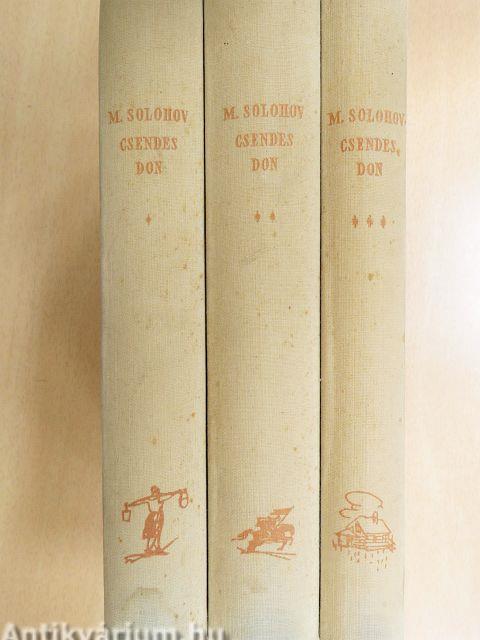 M. SOLOHOV
CSENDES
DON
M. SOLOHOV
CSENDES
DON
M. SOLOHOV
CSENDES
DON
Antikvárium.hu